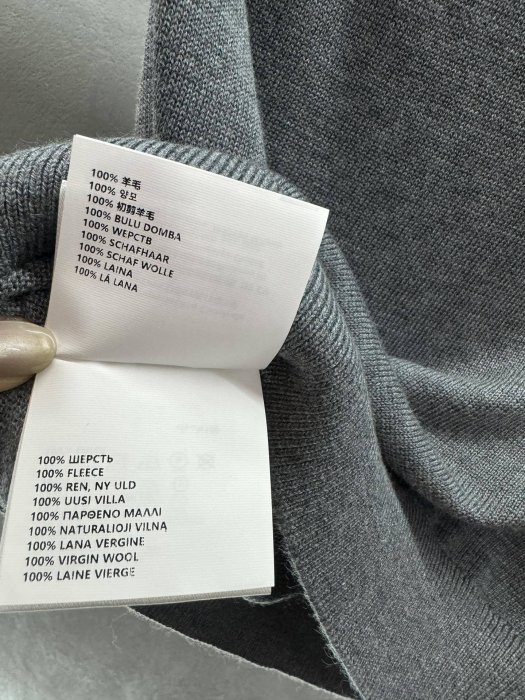 100% 羊毛
100% 양모
100% 初剪羊毛
100% BULU DOMBA
100% WEPCTB
100% SCHAFHAAR
100% SCHAF WOLLE
100% LAINA
100% LÁ LANA
100% ШЕРСТЬ
100% FLEECE
100% REN, NY ULD
100% UUSI VILLA
100% ΠΑΡΘΕΝΟ ΜΑΛΛΙ
100% NATURALIOJI VILNĄ
100% LANA VERGINE
100% VIRGIN WOOL
100% LAINE VIERGE